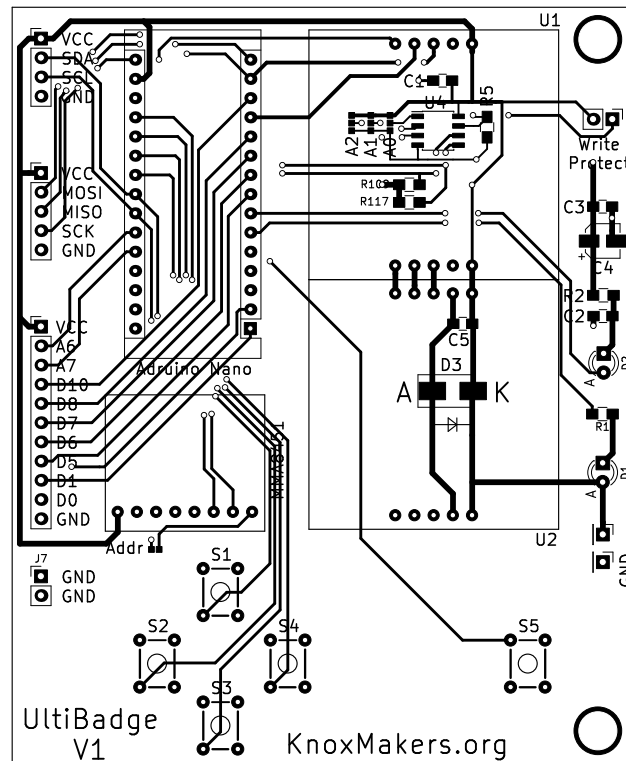 VCC
SDA
SCL
GND
VCC
MOSI
MISO
SCK
GND
VCC
A6
A7
D10
D8
D7
D6
D5
D1
D0
GND
J7
GND
GND
Adruino Nano
Addr
U1
C1
U4
R5
A2
A1
A0
R117
Write
Protect
C3
+
C4
R2
C2
C5
D3
A
K
A
R1
A
D1
U2
GND
S1
S2
S4
S3
S5
UltiBadge
V1
KnoxMakers.org